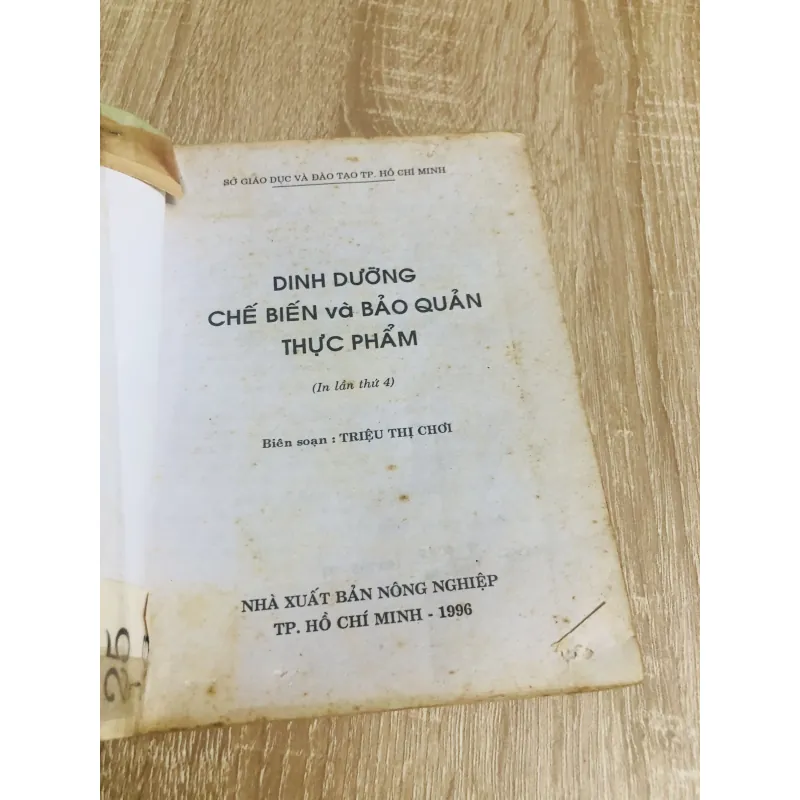 SỞ GIÁO DỤC VÀ ĐÀO TẠO TP. HỒ CHÍ MINH
DINH DƯỠNG
CHẾ BIẾN và BẢO QUẢN
THỰC PHẨM
(In lần thứ 4)
Biên soạn : TRIỆU THỊ CHƠI
NHÀ XUẤT BẢN NÔNG NGHIỆP
TP. HỒ CHÍ MINH - 1996
25